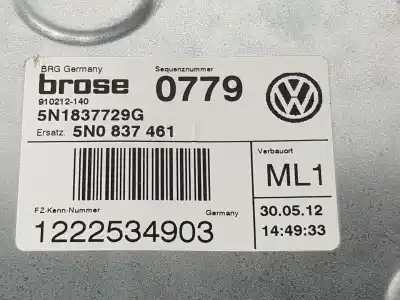 BRG Germany
Sequenznummer
brose
0779
910212-140
5N1837729G
Ersatz. 5N0 837 461
Verbauort
ML1
FZ-Kenn-Nummer
Germany
30.05.12
1222534903
14:49:33